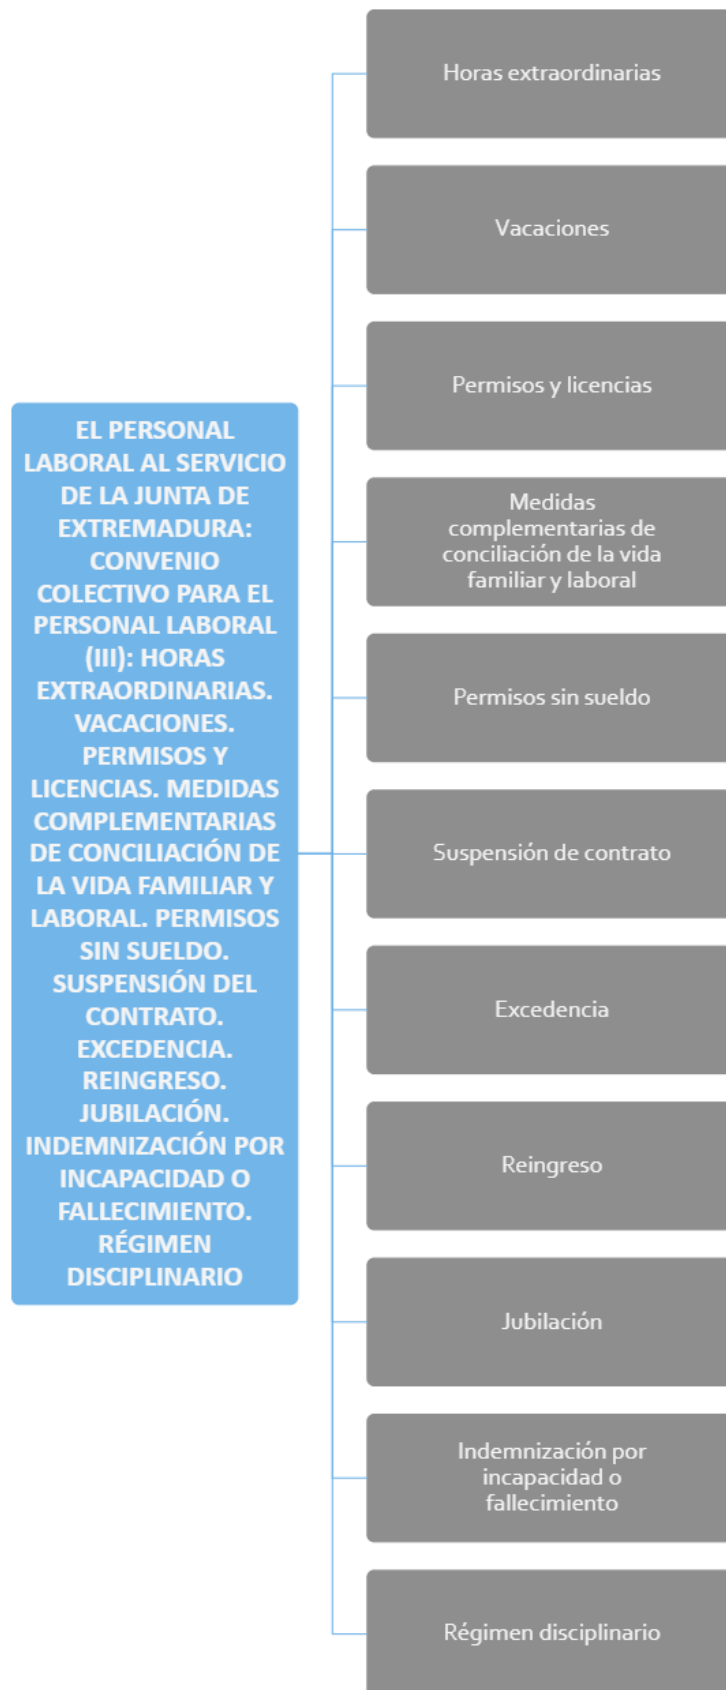 EL PERSONAL
LABORAL AL SERVICIO
DE LA JUNTA DE
EXTREMADURA:
CONVENIO
COLECTIVO PARA EL
PERSONAL LABORAL
(III): HORAS
EXTRAORDINARIAS.
VACACIONES.
PERMISOS Y
LICENCIAS. MEDIDAS
COMPLEMENTARIAS
DE CONCILIACIÓN DE
LA VIDA FAMILIAR Y
LABORAL. PERMISOS
SIN SUELDO.
SUSPENSIÓN DEL
CONTRATO.
EXCEDENCIA.
REINGRESO.
JUBILACIÓN.
INDEMNIZACIÓN POR
INCAPACIDAD O
FALLECIMIENTO.
RÉGIMEN
DISCIPLINARIO
Horas extraordinarias
Vacaciones
Permisos y licencias
Medidas
complementarias de
conciliación de la vida
familiar y laboral
Permisos sin sueldo
Suspensión de contrato
Excedencia
Reingreso
Jubilación
Indemnización por
incapacidad o
fallecimiento
Régimen disciplinario